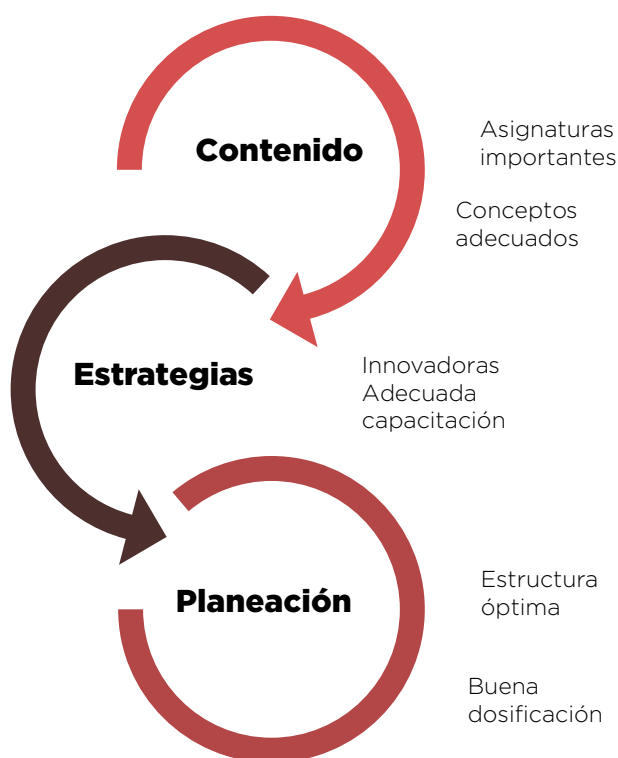 Contenido
Asignaturas
importantes
Conceptos
adecuados
Estrategias
Innovadoras
Adecuada
capacitación
Planeación
Estructura
óptima
Buena
dosificación